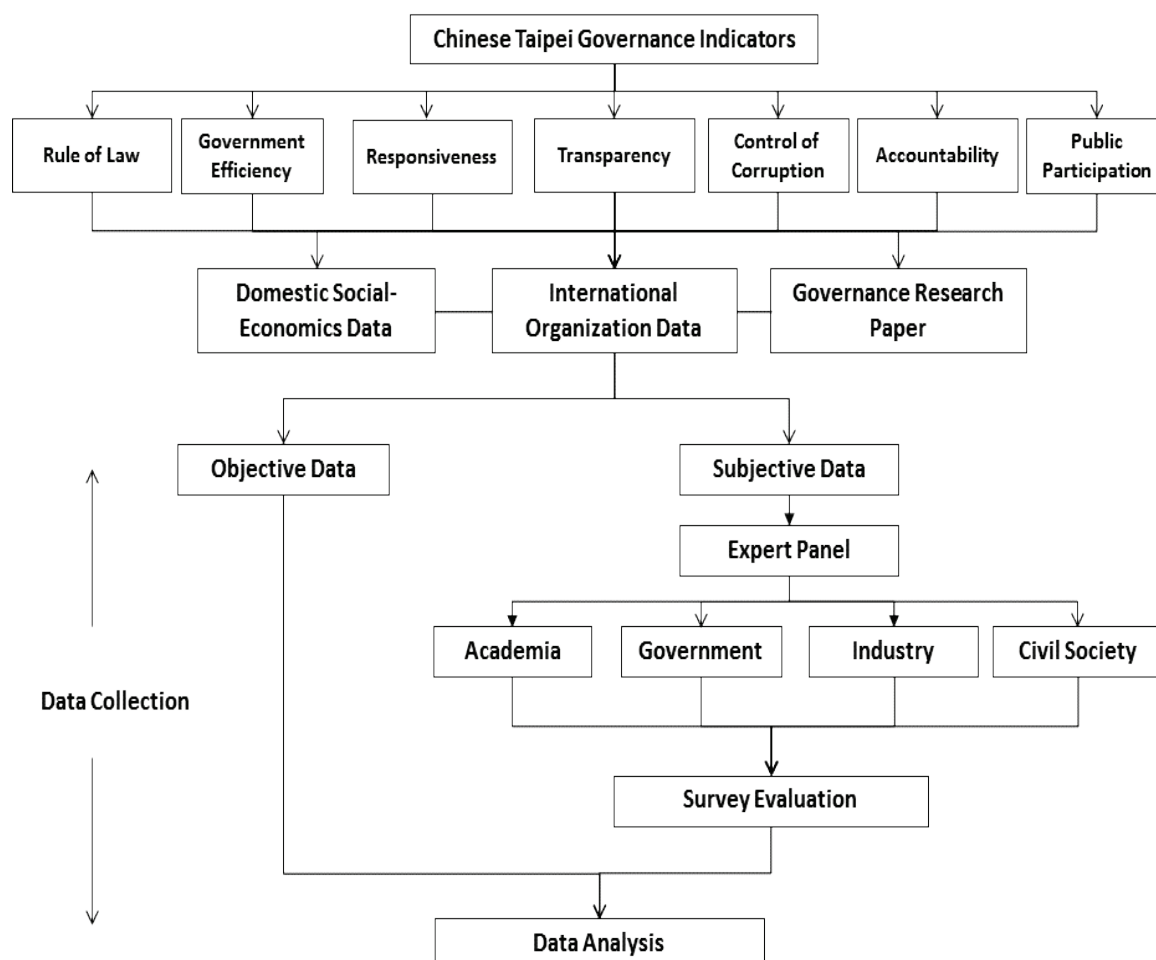 Chinese Taipei Governance Indicators
Rule of Law
Government
Efficiency
Responsiveness
Transparency
Control of
Corruption
Accountability
Public
Participation
Domestic Social-
Economics Data
International
Organization Data
Governance Research
Paper
Objective Data
Subjective Data
Expert Panel
Academia
Government
Industry
Civil Society
Data Collection
Survey Evaluation
Data Analysis